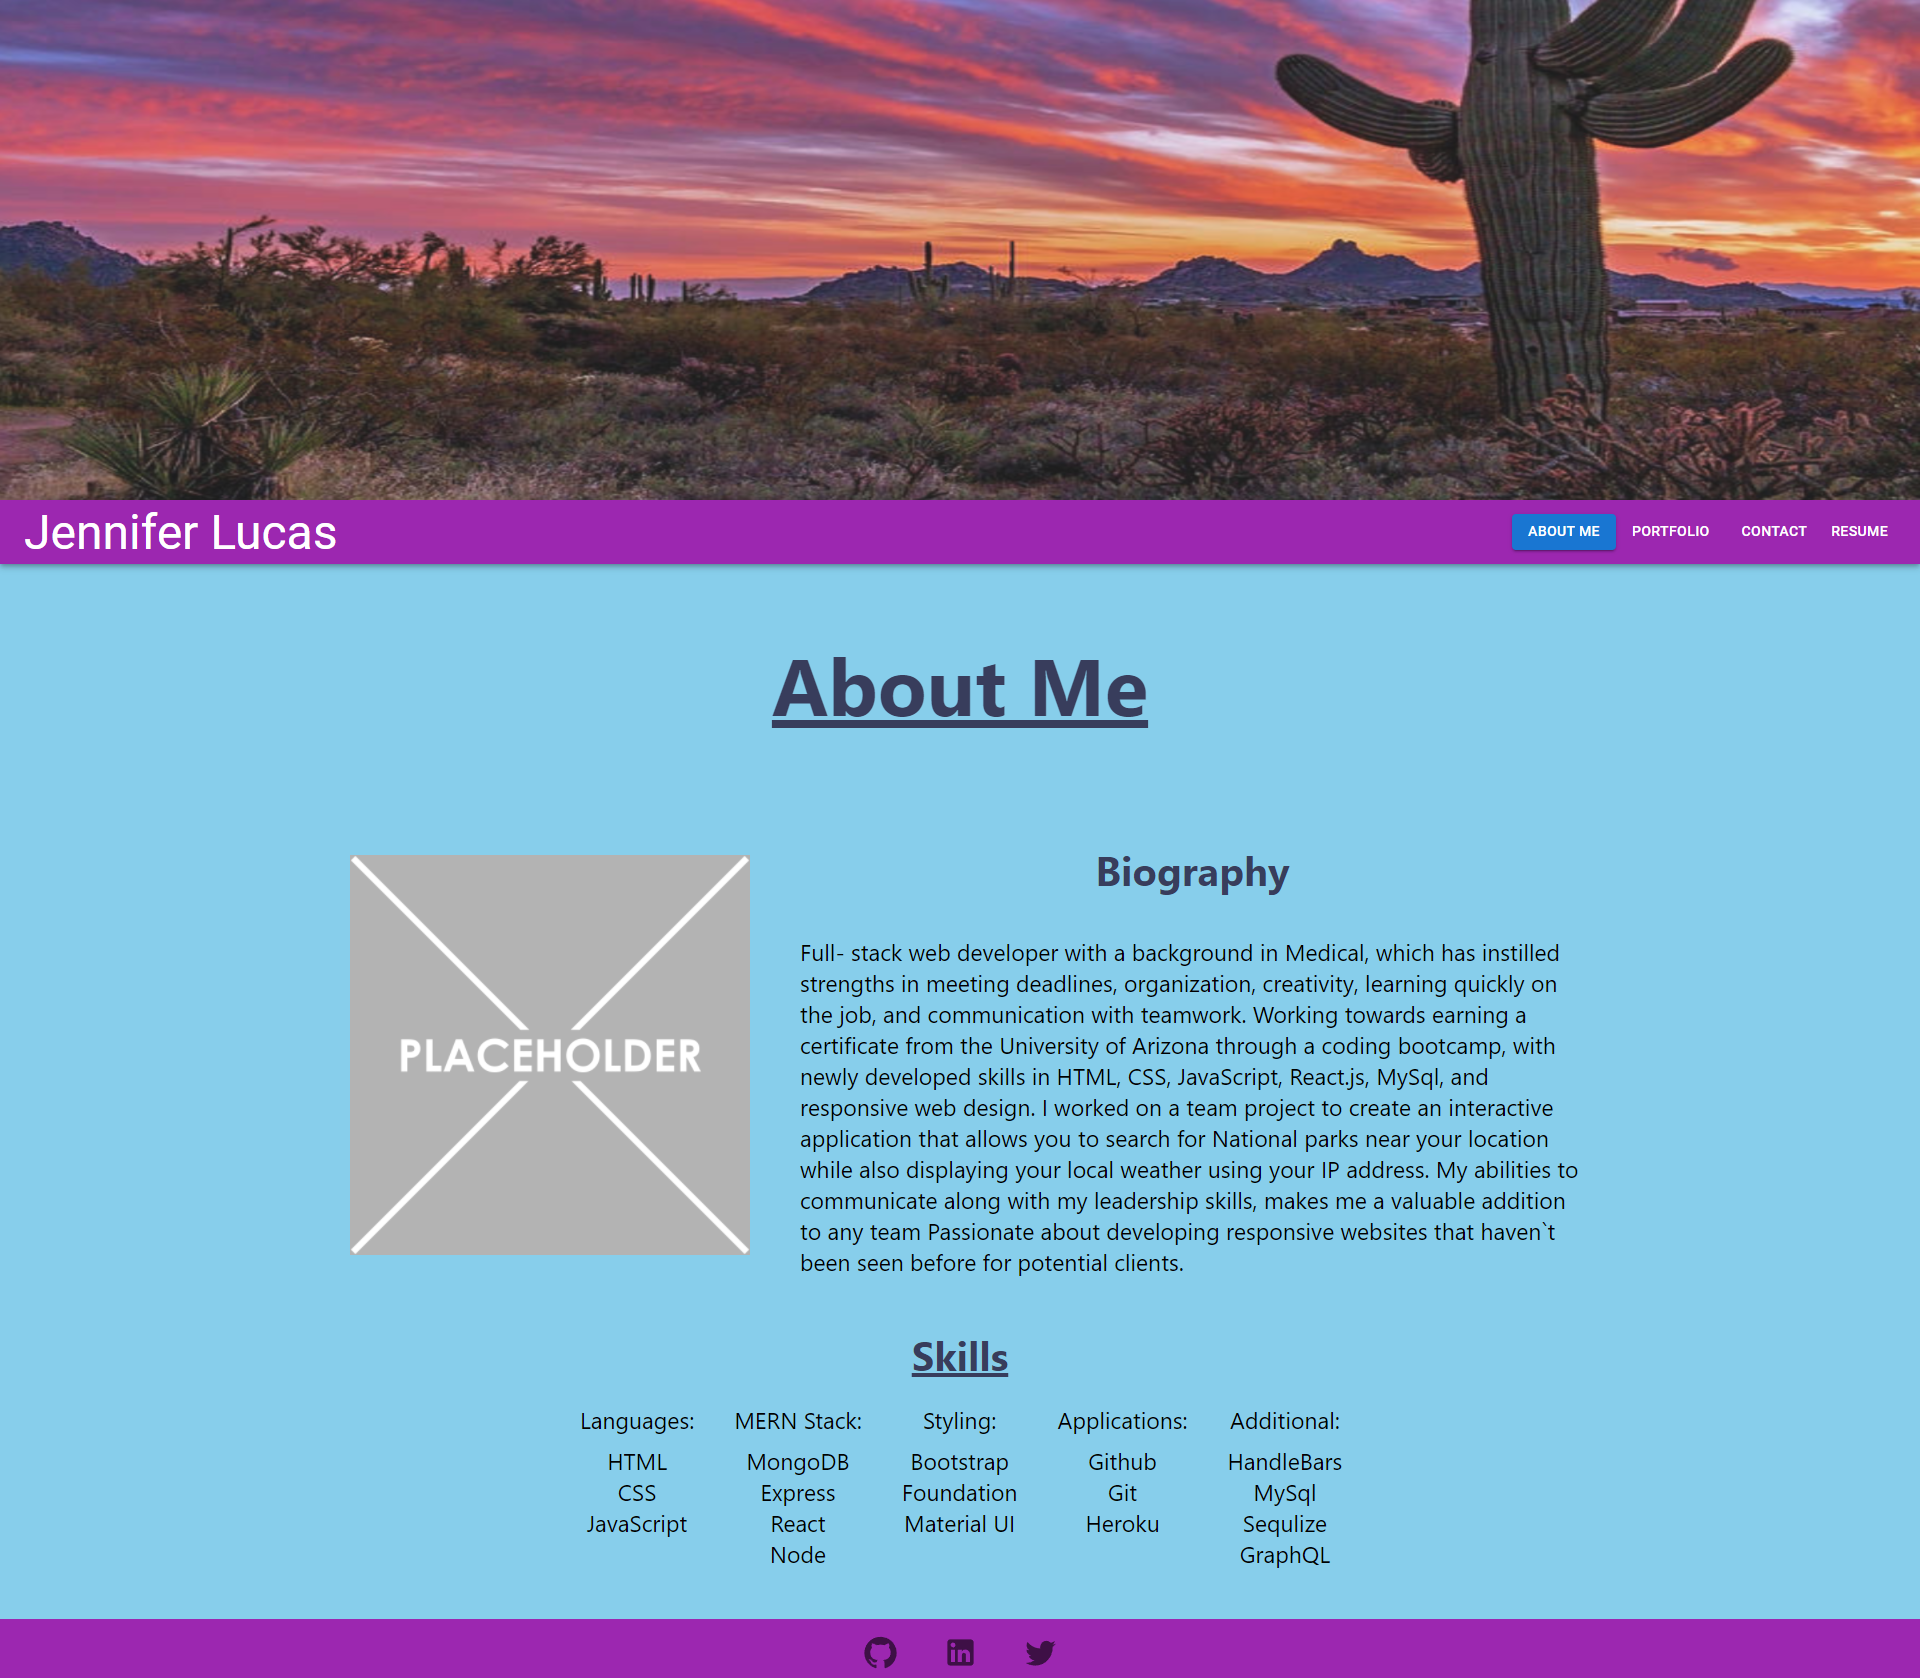 Jennifer Lucas
ABOUT ME PORTFOLIO CONTACT RESUME
About Me
PLACEHOLDER
Biography
Full- stack web developer with a background in Medical, which has instilled
strengths in meeting deadlines, organization, creativity, learning quickly on
the job, and communication with teamwork. Working towards earning a
certificate from the University of Arizona through a coding bootcamp, with
newly developed skills in HTML, CSS, JavaScript, React.js, MySql, and
responsive web design. I worked on a team project to create an interactive
application that allows you to search for National parks near your location
while also displaying your local weather using your IP address. My abilities to
communicate along with my leadership skills, makes me a valuable addition
to any team Passionate about developing responsive websites that haven`t
been seen before for potential clients.
Skills
Languages:
HTML
CSS
JavaScript
MERN Stack:
MongoDB
Express
React
Node
Styling:
Bootstrap
Foundation
Material UI
Applications:
Github
Git
Heroku
Additional:
HandleBars
MySql
Sequlize
GraphQL
in